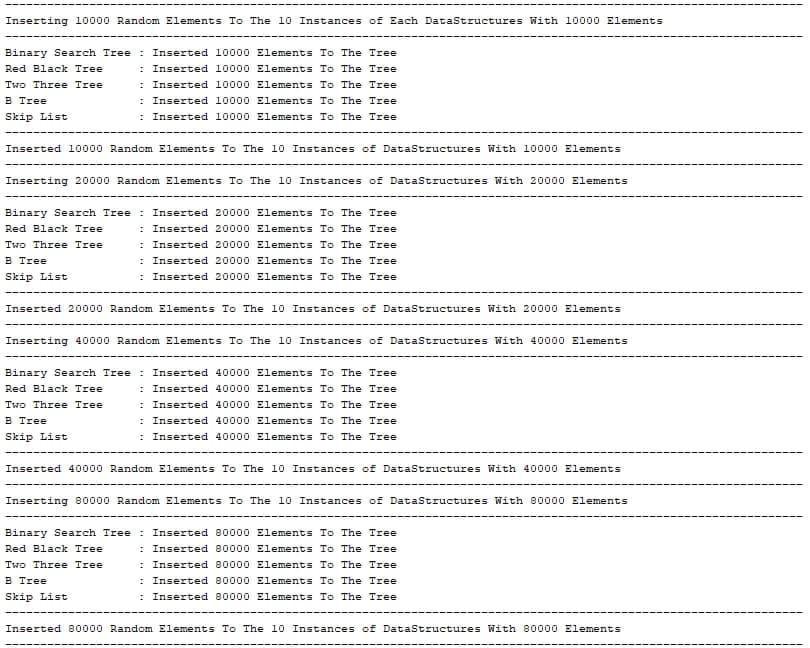 Inserting 10000 Random Elements To The 10 Instances of Each DataStructures With 10000 Elements
Binary Search Tree : Inserted 10000 Elements To The Tree
Red Black Tree     : Inserted 10000 Elements To The Tree
Two Three Tree     : Inserted 10000 Elements To The Tree
B Tree             : Inserted 10000 Elements To The Tree
Skip List          : Inserted 10000 Elements To The Tree
Inserted 10000 Random Elements To The 10 Instances of DataStructures With 10000 Elements
Inserting 20000 Random Elements To The 10 Instances of DataStructures With 20000 Elements
Binary Search Tree : Inserted 20000 Elements To The Tree
Red Black Tree     : Inserted 20000 Elements To The Tree
Two Three Tree     : Inserted 20000 Elements To The Tree
B Tree             : Inserted 20000 Elements To The Tree
Skip List          : Inserted 20000 Elements To The Tree
Inserted 20000 Random Elements To The 10 Instances of DataStructures With 20000 Elements
Inserting 40000 Random Elements To The 10 Instances of DataStructures With 40000 Elements
Binary Search Tree : Inserted 40000 Elements To The Tree
Red Black Tree     : Inserted 40000 Elements To The Tree
Two Three Tree     : Inserted 40000 Elements To The Tree
B Tree             : Inserted 40000 Elements To The Tree
Skip List          : Inserted 40000 Elements To The Tree
Inserted 40000 Random Elements To The 10 Instances of DataStructures With 40000 Elements
Inserting 80000 Random Elements To The 10 Instances of DataStructures With 80000 Elements
Binary Search Tree : Inserted 80000 Elements To The Tree
Red Black Tree     : Inserted 80000 Elements To The Tree
Two Three Tree     : Inserted 80000 Elements To The Tree
B Tree             : Inserted 80000 Elements To The Tree
Skip List          : Inserted 80000 Elements To The Tree
Inserted 80000 Random Elements To The 10 Instances of DataStructures With 80000 Elements